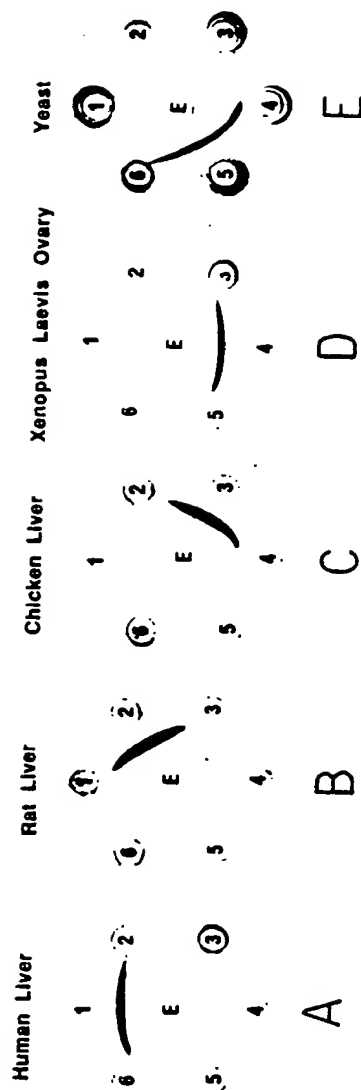 Human Liver Rat Liver Chicken Liver Xenopus Laevis Ovary Yeast
1 1 1 1 1
6 2 6 2 6 2 6 2 6 2
E E E E E
5 3 5 3 5 3 5 3 5 3
4 4 4 4 4
A B C D E